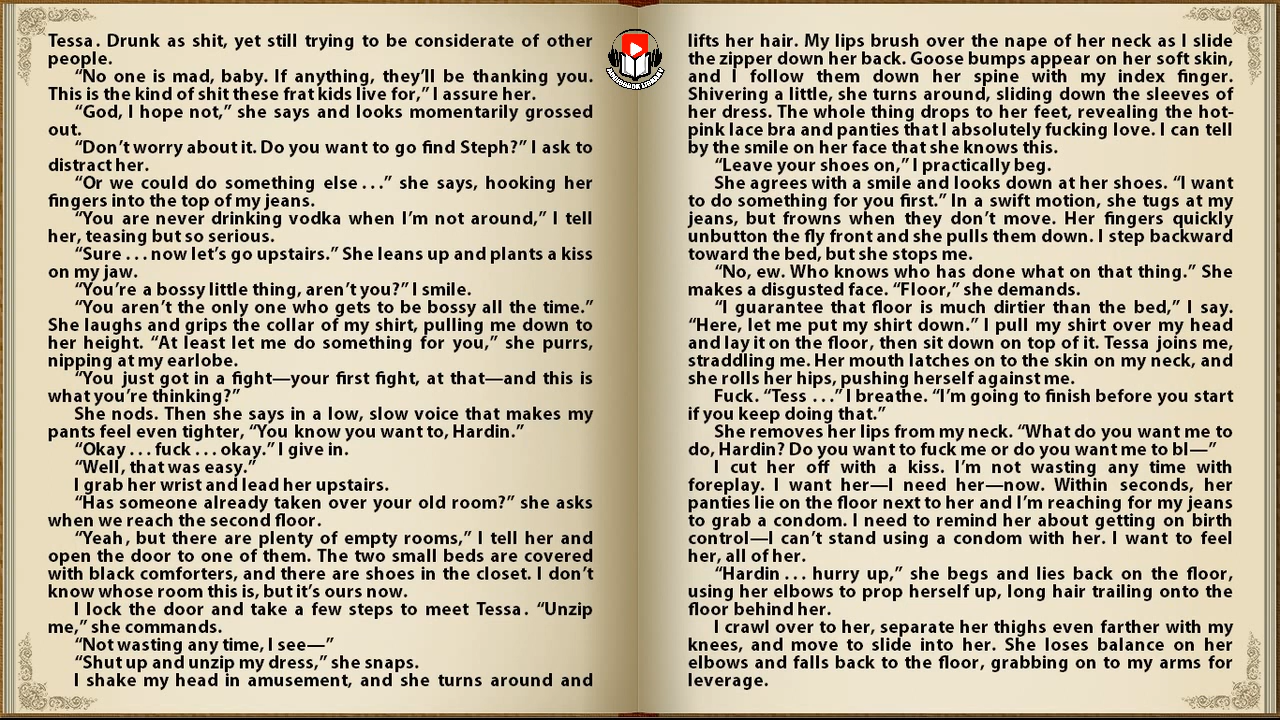 Tessa. Drunk as shit, yet still trying to be considerate of other
people.
“No one is mad, baby. If anything, they’ll be thanking you.
This is the kind of shit these frat kids live for,” I assure her.
“God, I hope not,” she says and looks momentarily grossed
out.
“Don’t worry about it. Do you want to go find Steph?” I ask to
distract her.
“Or we could do something else . . .” she says, hooking her
fingers into the top of my jeans.
“You are never drinking vodka when I’m not around,” I tell
her, teasing but so serious.
“Sure . . . now let’s go upstairs.” She leans up and plants a kiss
on my jaw.
“You’re a bossy little thing, aren’t you?” I smile.
“You aren’t the only one who gets to be bossy all the time.”
She laughs and grips the collar of my shirt, pulling me down to
her height. “At least let me do something for you,” she purrs,
nipping at my earlobe.
“You just got in a fight—your first fight, at that—and this is
what you’re thinking?”
She nods. Then she says in a low, slow voice that makes my
pants feel even tighter, “You know you want to, Hardin.”
“Okay . . . fuck . . . okay.” I give in.
“Well, that was easy.”
I grab her wrist and lead her upstairs.
“Has someone already taken over your old room?” she asks
when we reach the second floor.
“Yeah, but there are plenty of empty rooms,” I tell her and
open the door to one of them. The two small beds are covered
with black comforters, and there are shoes in the closet. I don’t
know whose room this is, but it’s ours now.
I lock the door and take a few steps to meet Tessa. “Unzip
me,” she commands.
“Not wasting any time, I see—”
“Shut up and unzip my dress,” she snaps.
I shake my head in amusement, and she turns around and
lifts her hair. My lips brush over the nape of her neck as I slide
the zipper down her back. Goose bumps appear on her soft skin,
and I follow them down her spine with my index finger.
Shivering a little, she turns around, sliding down the sleeves of
her dress. The whole thing drops to her feet, revealing the hot-
pink lace bra and panties that I absolutely fucking love. I can tell
by the smile on her face that she knows this.
“Leave your shoes on,” I practically beg.
She agrees with a smile and looks down at her shoes. “I want
to do something for you first.” In a swift motion, she tugs at my
jeans, but frowns when they don’t move. Her fingers quickly
unbutton the fly front and she pulls them down. I step backward
toward the bed, but she stops me.
“No, ew. Who knows who has done what on that thing.” She
makes a disgusted face. “Floor,” she demands.
“I guarantee that floor is much dirtier than the bed,” I say.
“Here, let me put my shirt down.” I pull my shirt over my head
and lay it on the floor, then sit down on top of it. Tessa joins me,
straddling me. Her mouth latches on to the skin on my neck, and
she rolls her hips, pushing herself against me.
Fuck. “Tess . . .” I breathe. “I’m going to finish before you start
if you keep doing that.”
She removes her lips from my neck. “What do you want me to
do, Hardin? Do you want to fuck me or do you want me to bl—”
I cut her off with a kiss. I’m not wasting any time with
foreplay. I want her—I need her—now. Within seconds, her
panties lie on the floor next to her and I’m reaching for my jeans
to grab a condom. I need to remind her about getting on birth
control—I can’t stand using a condom with her. I want to feel
her, all of her.
“Hardin . . . hurry up,” she begs and lies back on the floor,
using her elbows to prop herself up, long hair trailing onto the
floor behind her.
I crawl over to her, separate her thighs even farther with my
knees, and move to slide into her. She loses balance on her
elbows and falls back to the floor, grabbing on to my arms for
leverage.